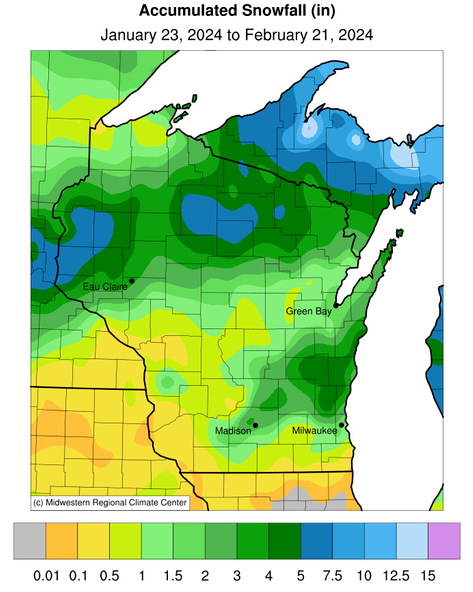 Accumulated Snowfall (in)
January 23, 2024 to February 21, 2024
Eau Claire
Green Bay
Madison
Milwaukee
(c) Midwestern Regional Climate Center
0.01 0.1 0.5 1 1.5 2 3 4 5 7.5 10 12.5 15